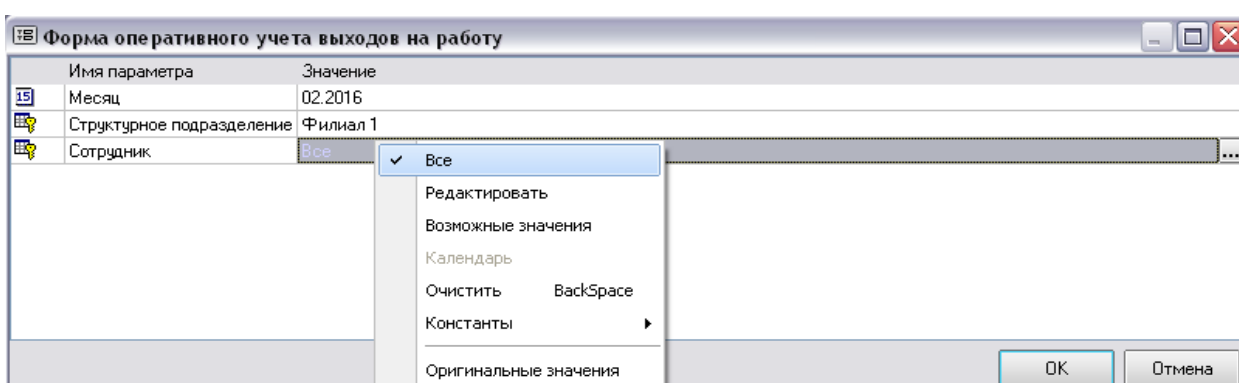 Форма оперативного учета выходов на работу
Имя параметра Значение
15 Месяц 02.2016
Структурное подразделение Филиал 1
Сотрудник Все ...
Все
Редактировать
Возможные значения
Календарь
Очистить BackSpace
Константы
Оригинальные значения
OK Отмена